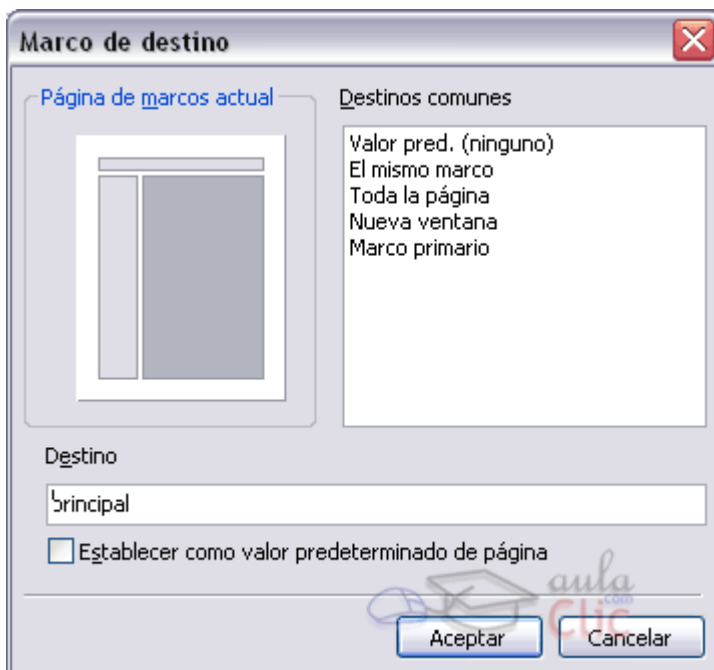 Marco de destino
Página de marcos actual
Destinos comunes
Valor pred. (ninguno)
El mismo marco
Toda la página
Nueva ventana
Marco primario
Destino
principal
Establecer como valor predeterminado de página
aula
.com
Clic
Aceptar
Cancelar